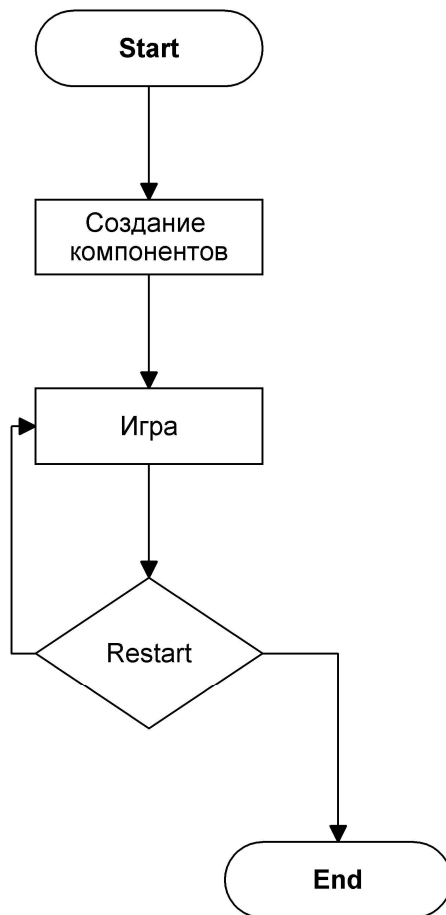 Start
Создание
компонентов
Игра
Restart
End